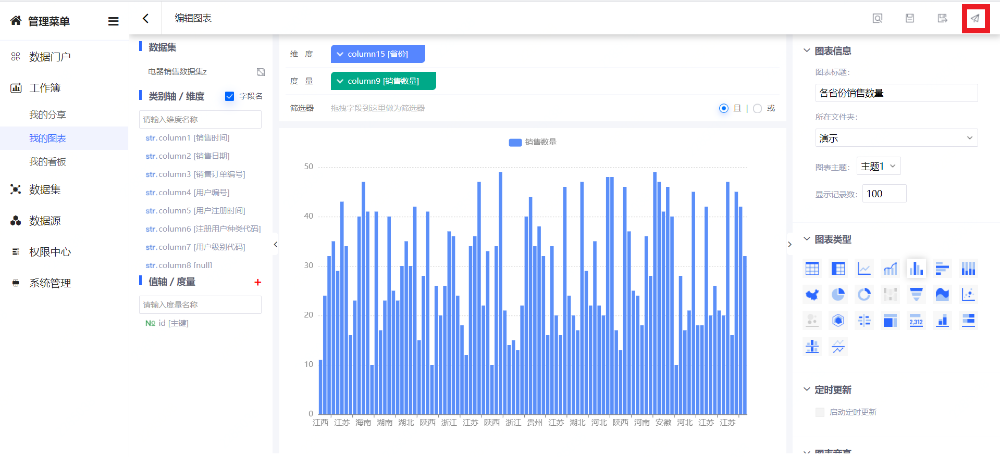 管理菜单
编辑图表
数据门户
工作簿
我的分享
我的图表
我的看板
数据集
数据源
权限中心
系统管理
数据集
电器销售数据集z
类别轴 / 维度
字段名
请输入维度名称
str. column1 [销售时间]
str. column2 [销售日期]
str. column3 [销售订单编号]
str. column4 [用户编号]
str. column5 [用户注册时间]
str. column6 [注册用户种类代码]
str. column7 [用户级别代码]
str. column8 [null]
值轴 / 度量
请输入度量名称
№ id [主键]
维 度 column15 [省份]
度 量 column9 [销售数量]
筛选器 拖拽字段到这里做为筛选器 且 | 或
销售数量
50
40
30
20
10
0
江西 江苏 海南 湖南 湖北 陕西 浙江 江苏 陕西 浙江 贵州 江苏 湖北 河北 陕西 河南 安徽 河北 江苏 江苏
图表信息
图表标题:
各省份销售数量
所在文件夹:
演示
图表主题: 主题1
显示记录数: 100
图表类型
2,312
定时更新
启动定时更新
图表宽高